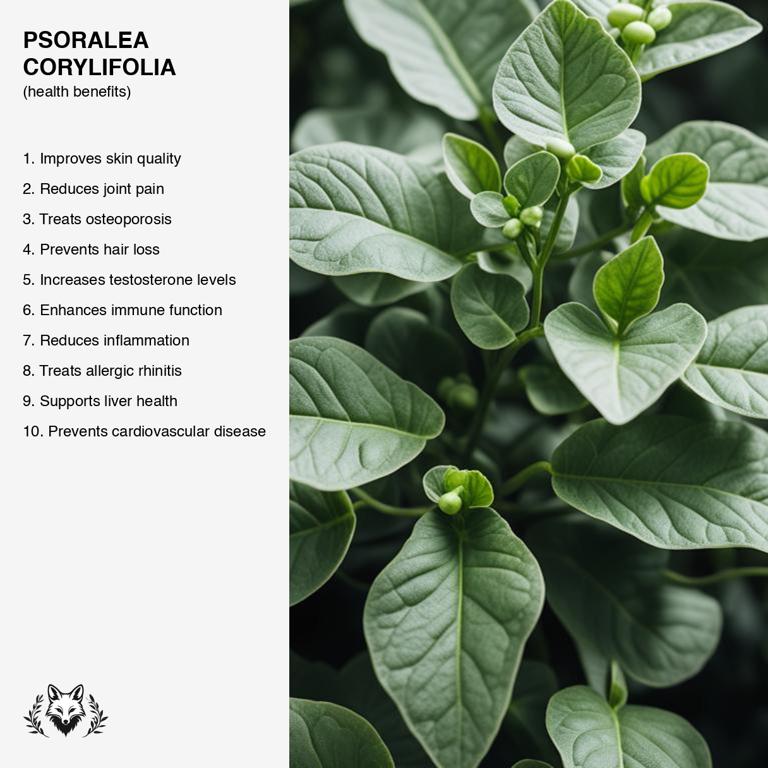 PSORALEA
CORYLIFOLIA
(health benefits)
1. Improves skin quality
2. Reduces joint pain
3. Treats osteoporosis
4. Prevents hair loss
5. Increases testosterone levels
6. Enhances immune function
7. Reduces inflammation
8. Treats allergic rhinitis
9. Supports liver health
10. Prevents cardiovascular disease